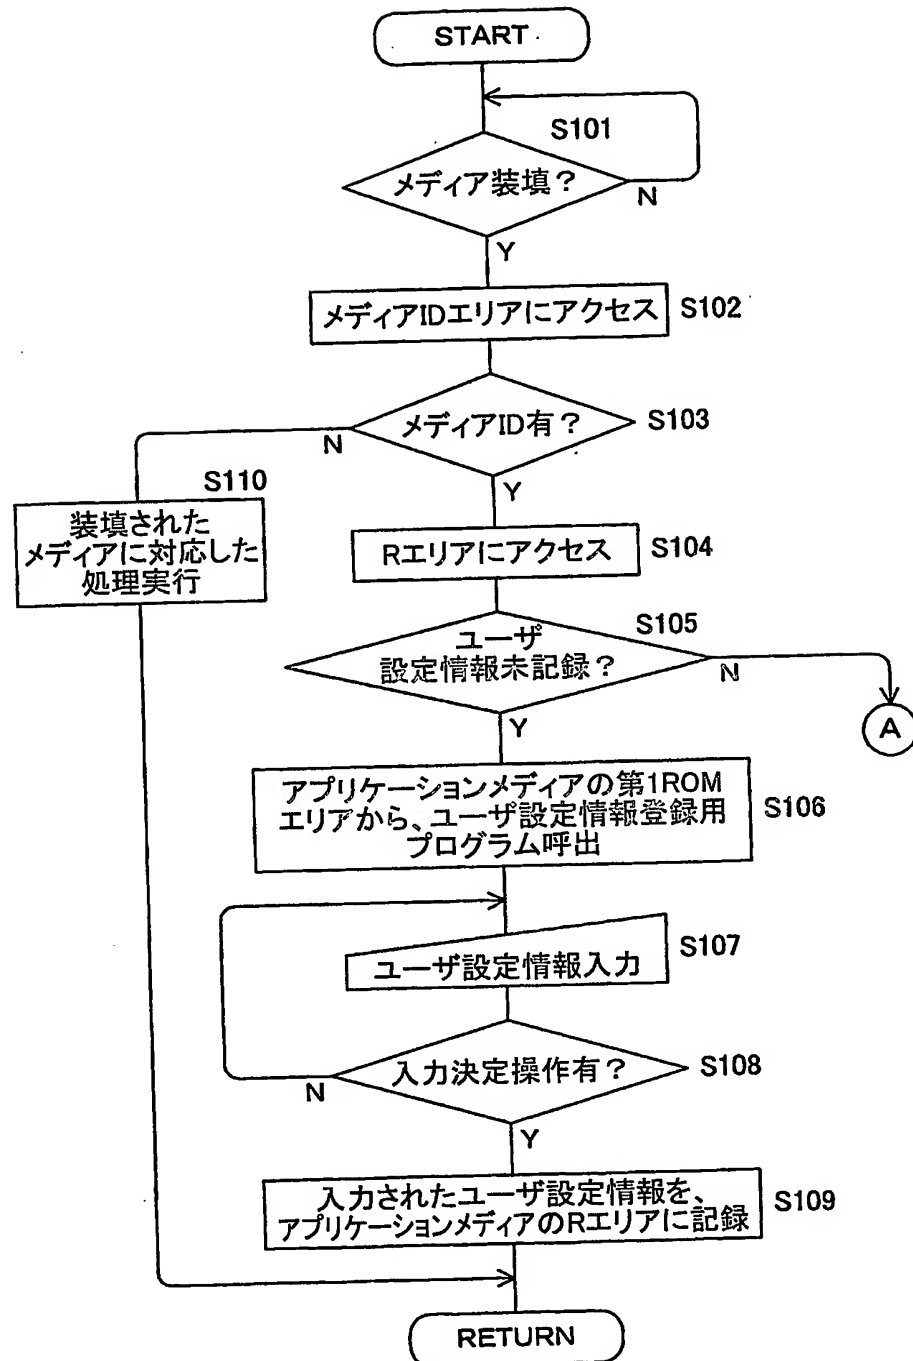 START
S101
メディア装填？
N
Y
メディアIDエリアにアクセス
S102
メディアID有？
S103
N
Y
S110
装填された
メディアに対応した
処理実行
Rエリアにアクセス
S104
S105
ユーザ
設定情報未記録？
N
Y
A
アプリケーションメディアの第1ROM
エリアから、ユーザ設定情報登録用
プログラム呼出
S106
ユーザ設定情報入力
S107
入力決定操作有？
S108
N
Y
入力されたユーザ設定情報を、
アプリケーションメディアのRエリアに記録
S109
RETURN